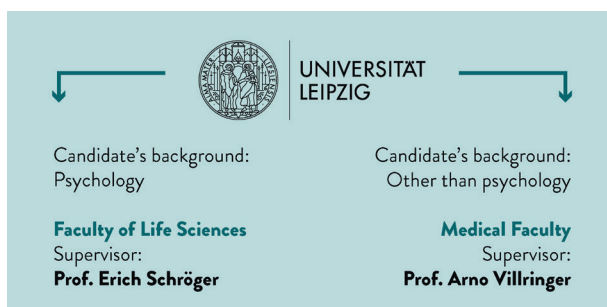 UNIVERSITÄT
LEIPZIG
Candidate's background:
Psychology
Faculty of Life Sciences
Supervisor:
Prof. Erich Schröger
Candidate's background:
Other than psychology
Medical Faculty
Supervisor:
Prof. Arno Villringer